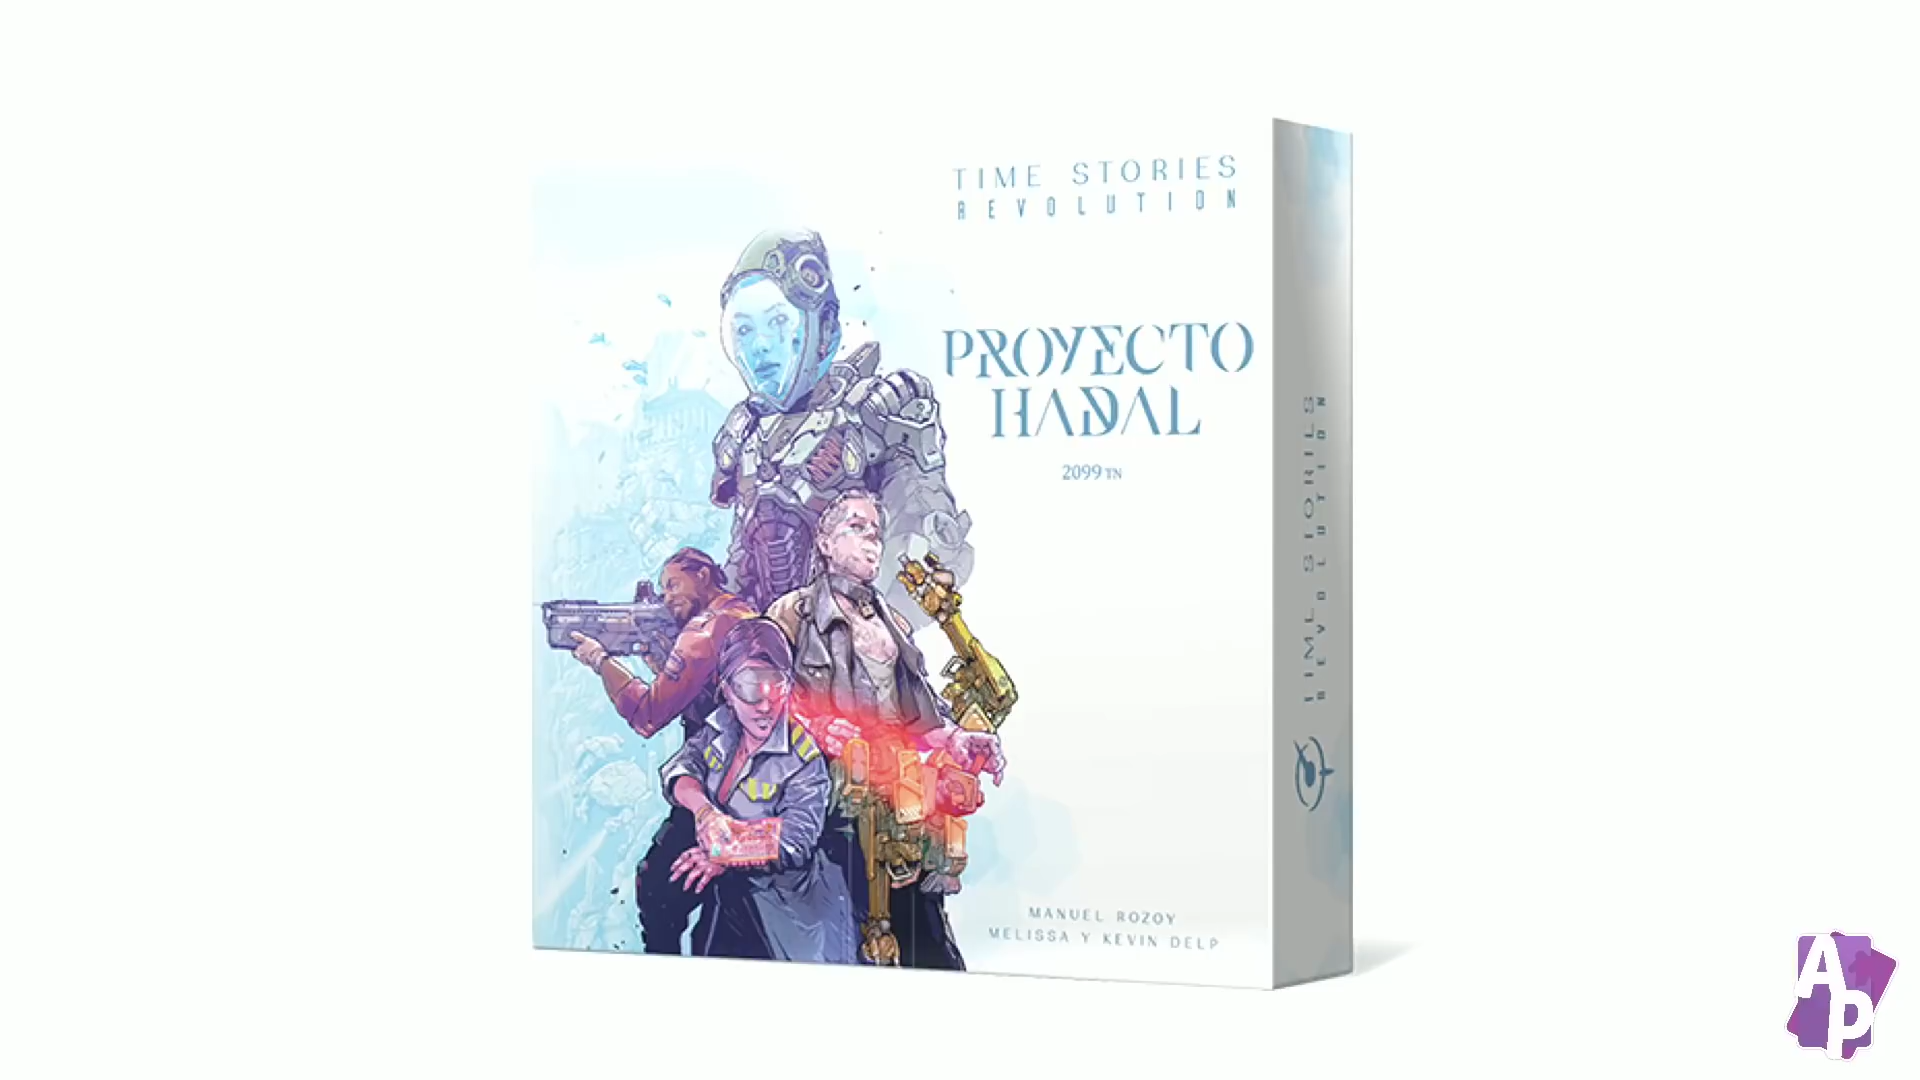 TIME STORIES
REVOLUTION
PROYECTO
HADAL
2099 TN
MANUEL ROZOY
MELISSA Y KEVIN DELP
TIME STORIES
REVOLUTION
AP